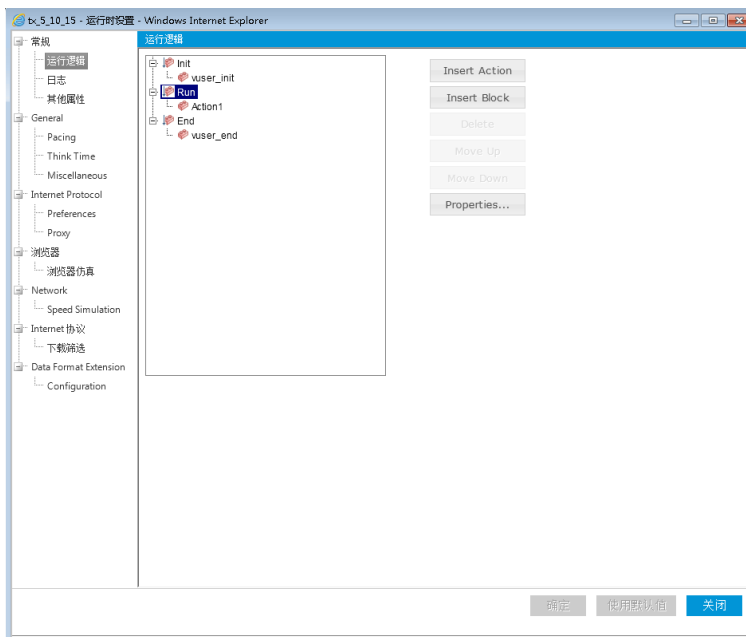 tx_5_10_15 - 运行时设置 - Windows Internet Explorer
常规
运行逻辑
日志
其他属性
General
Pacing
Think Time
Miscellaneous
Internet Protocol
Preferences
Proxy
浏览器
浏览器仿真
Network
Speed Simulation
Internet 协议
下载筛选
Data Format Extension
Configuration
运行逻辑
Init
vuser_init
Run
Action1
End
vuser_end
Insert Action
Insert Block
Delete
Move Up
Move Down
Properties...
确定 使用默认值 关闭